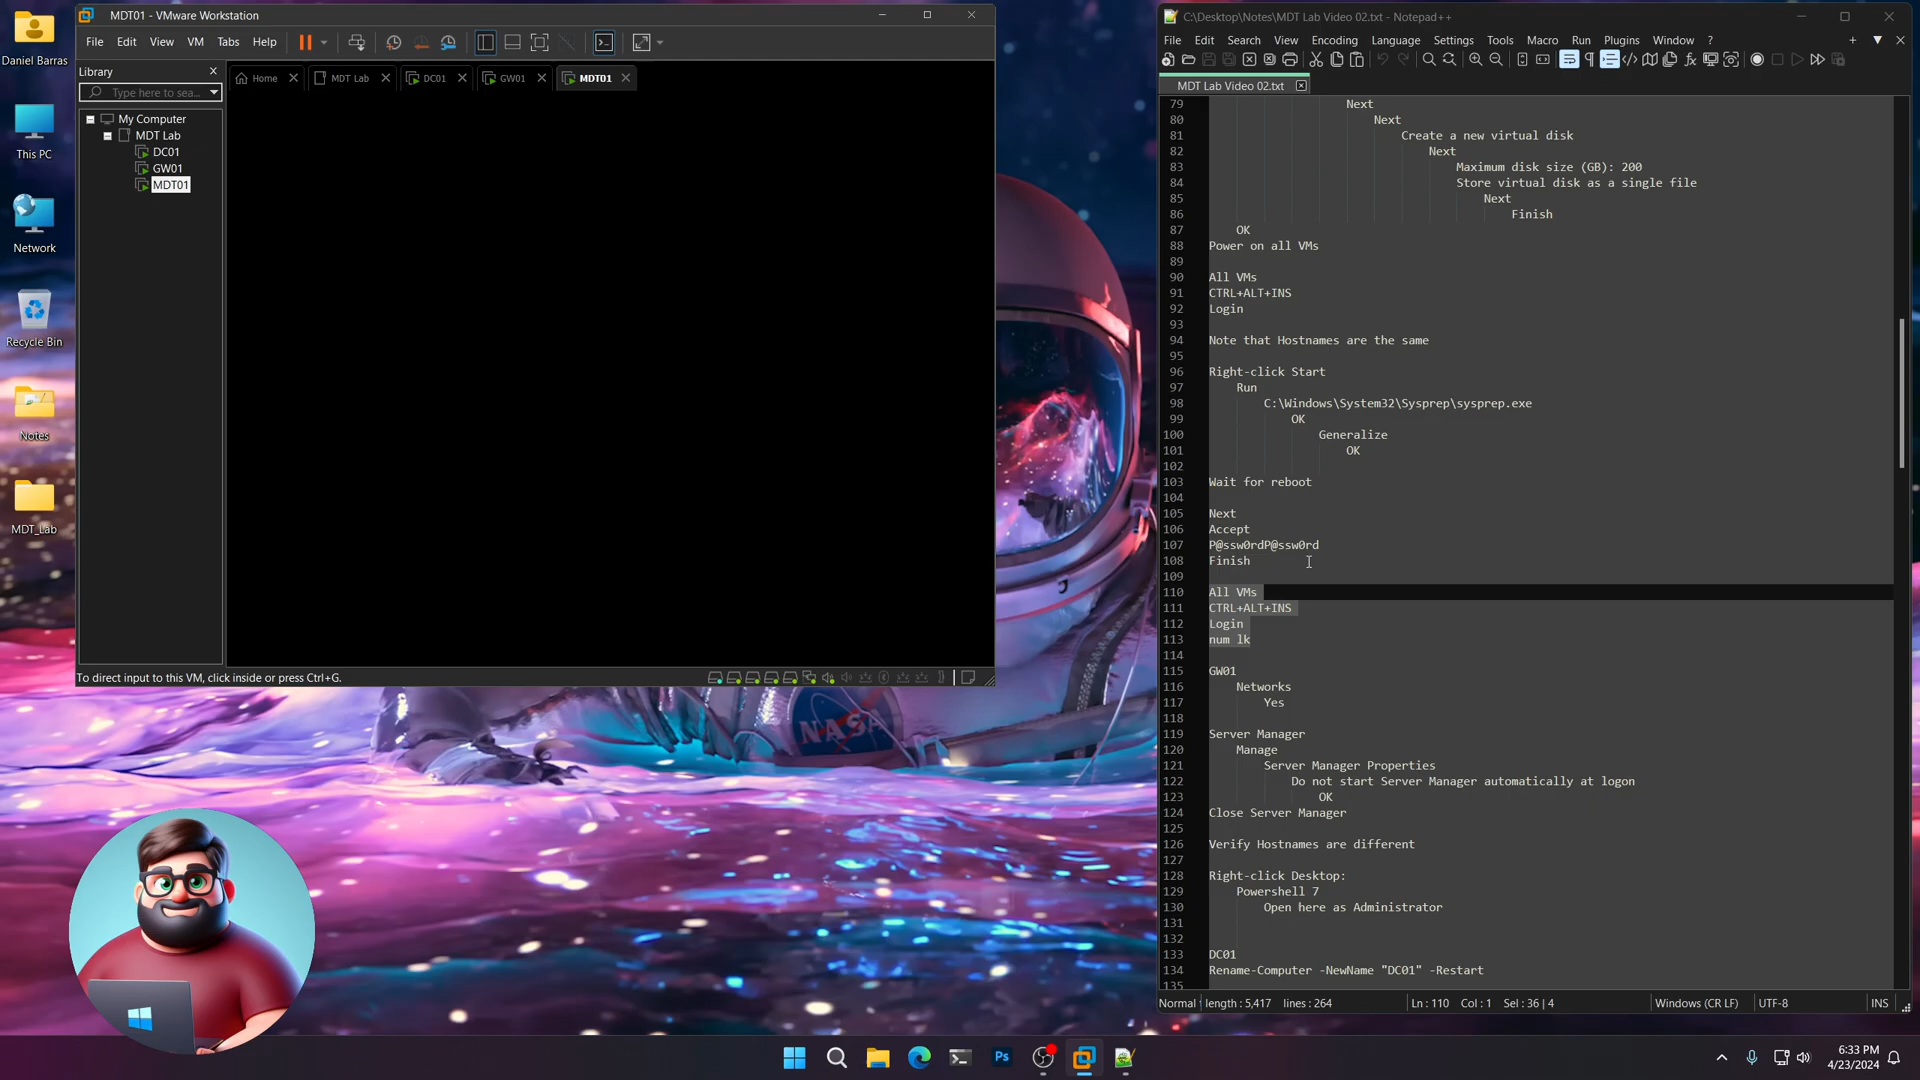 Daniel Barras
This PC
Network
Recycle Bin
Notes
MDT_Lab
MDT01 - VMware Workstation
File Edit View VM Tabs Help
Library
Type here to sea...
My Computer
MDT Lab
DC01
GW01
MDT01
Home
MDT Lab
DC01
GW01
MDT01
To direct input to this VM, click inside or press Ctrl+G.
NASA
C:\Desktop\Notes\MDT Lab Video 02.txt - Notepad++
File Edit Search View Encoding Language Settings Tools Macro Run Plugins Window ?
MDT Lab Video 02.txt
79 Next
80 Next
81 Create a new virtual disk
82 Next
83 Maximum disk size (GB): 200
84 Store virtual disk as a single file
85 Next
86 Finish
87 OK
88 Power on all VMs
89
90 All VMs
91 CTRL+ALT+INS
92 Login
93
94 Note that Hostnames are the same
95
96 Right-click Start
97 Run
98 C:\Windows\System32\Sysprep\sysprep.exe
99 OK
100 Generalize
101 OK
102
103 Wait for reboot
104
105 Next
106 Accept
107 P@ssw0rdP@ssw0rd
108 Finish
109
110 All VMs
111 CTRL+ALT+INS
112 Login
113 num lk
114
115 GW01
116 Networks
117 Yes
118
119 Server Manager
120 Manage
121 Server Manager Properties
122 Do not start Server Manager automatically at logon
123 OK
124 Close Server Manager
125
126 Verify Hostnames are different
127
128 Right-click Desktop:
129 Powershell 7
130 Open here as Administrator
131
132
133 DC01
134 Rename-Computer -NewName "DC01" -Restart
135
Normal length : 5,417 lines : 264 Ln : 110 Col : 1 Sel : 36 | 4 Windows (CR LF) UTF-8 INS
Ps
6:33 PM
4/23/2024